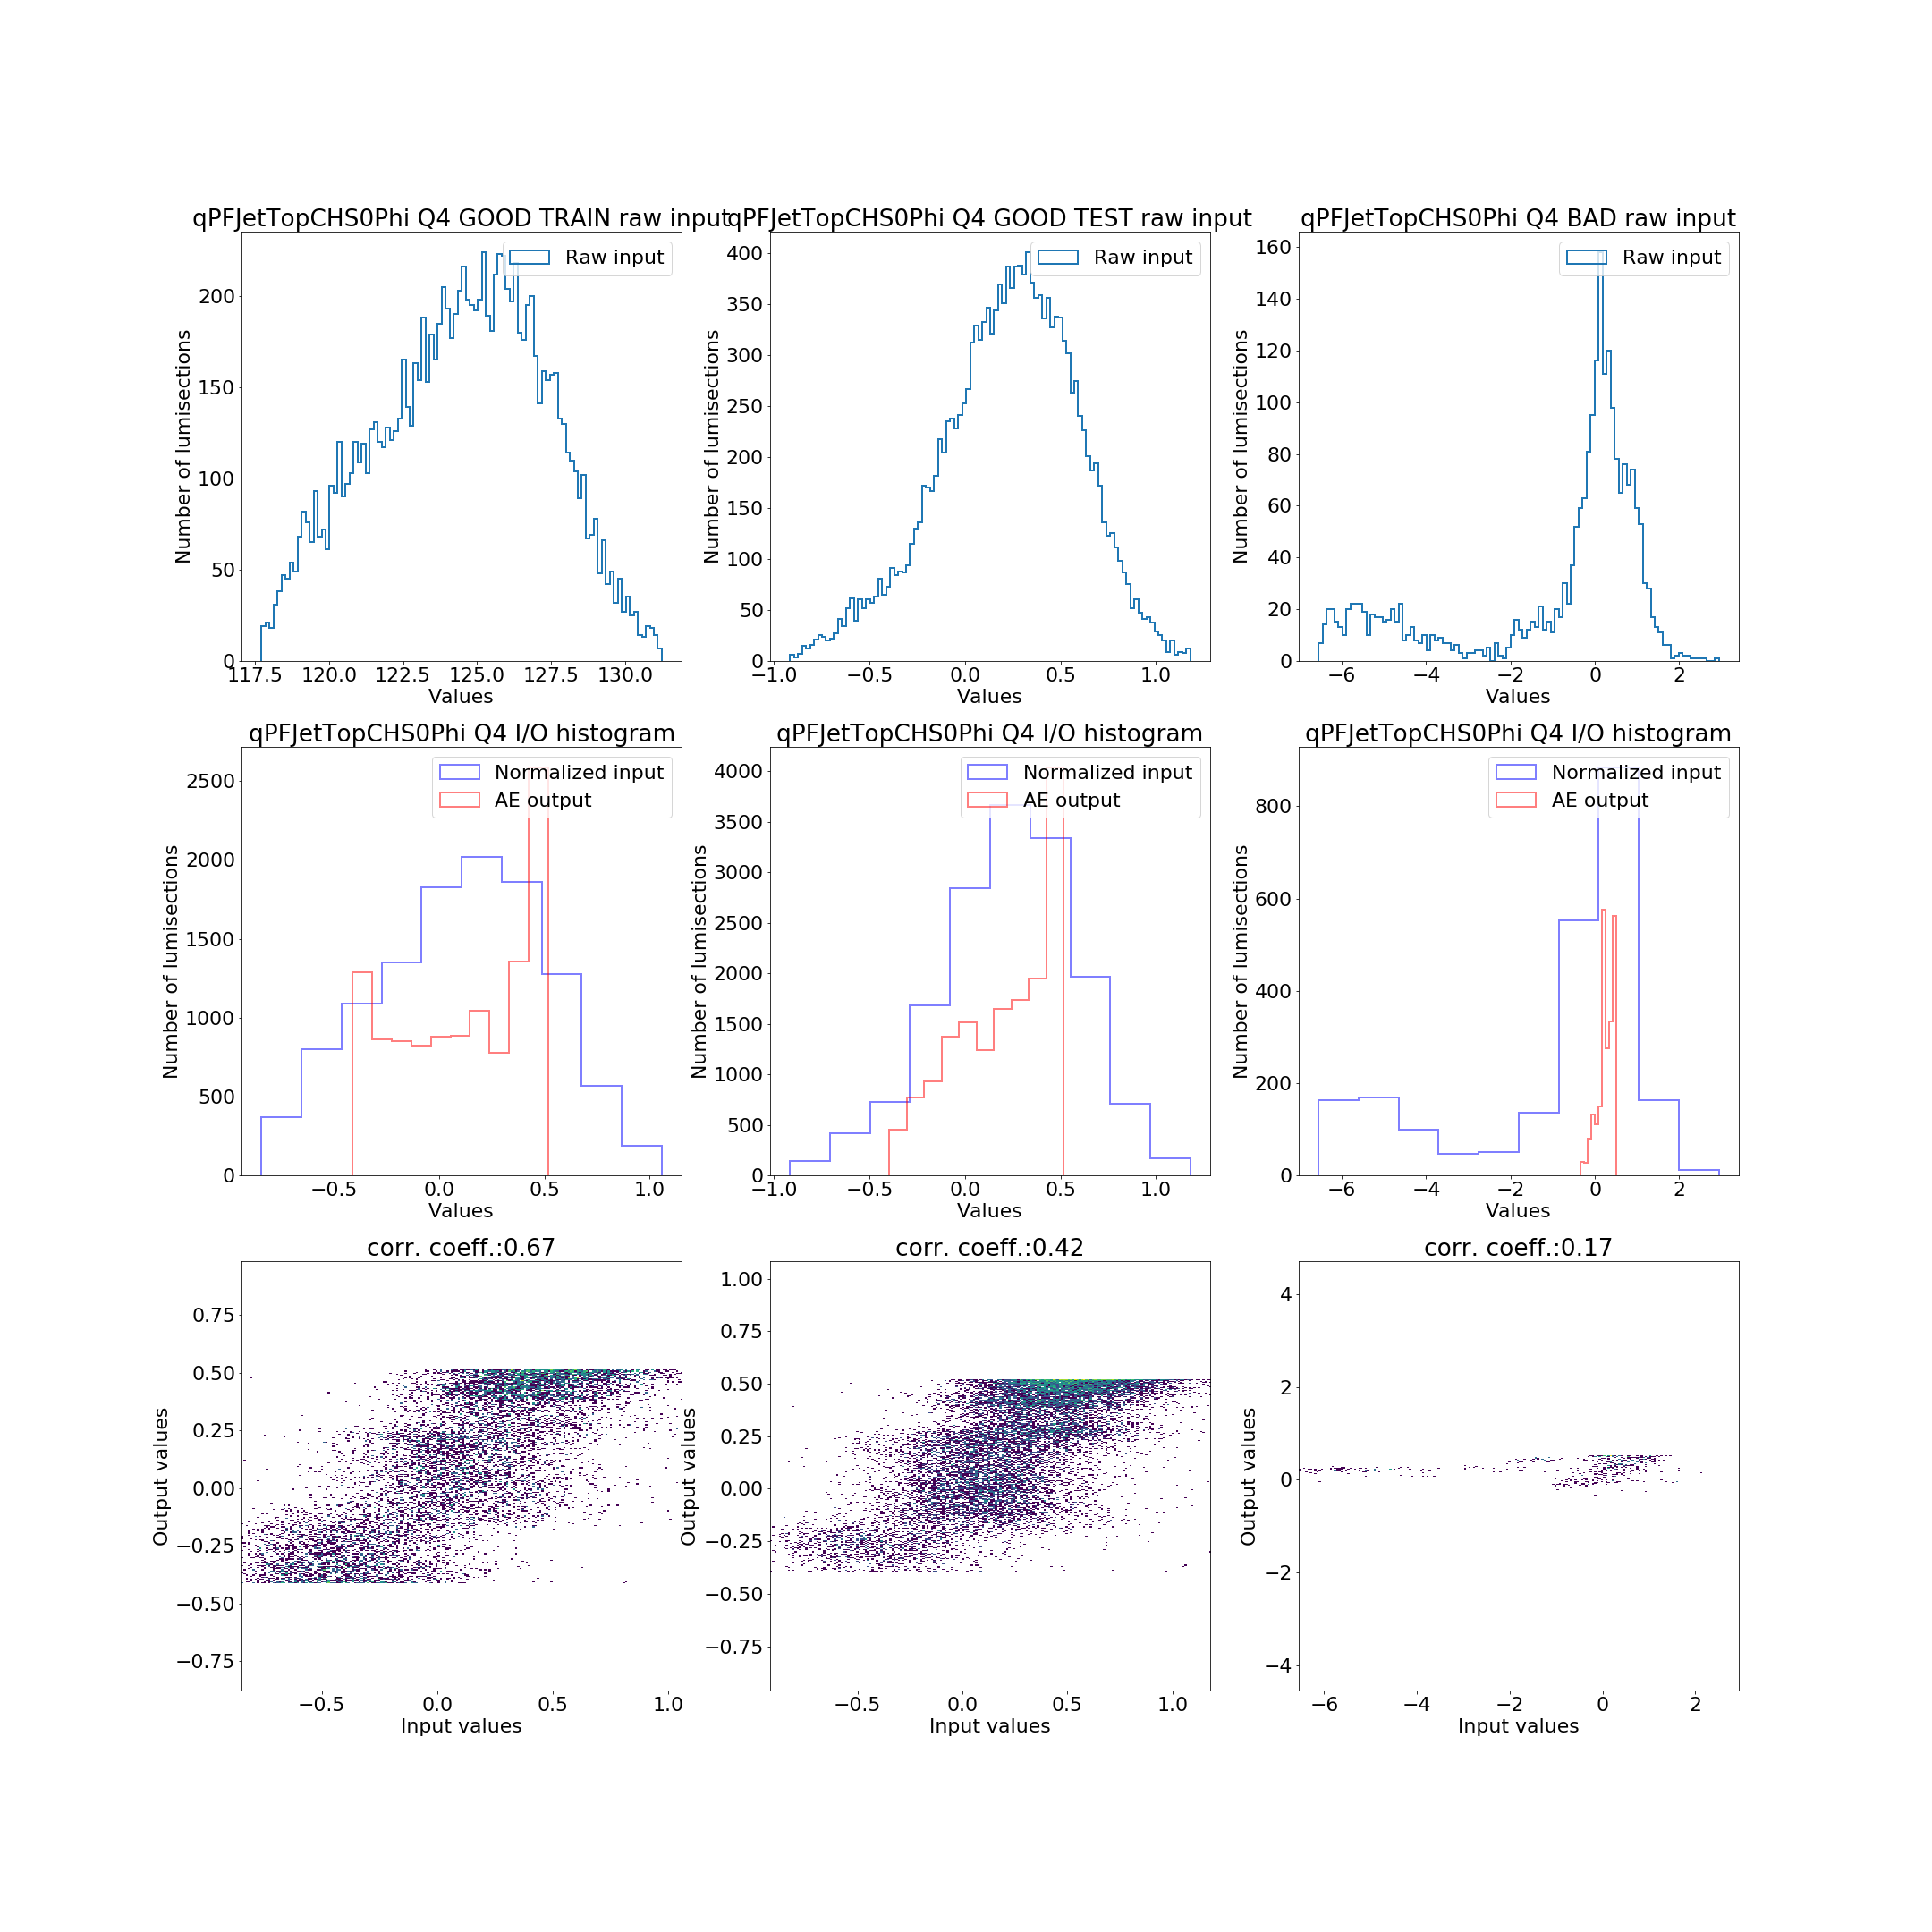 qPFJetTopCHS0Phi Q4 GOOD TRAIN raw input
qPFJetTopCHS0Phi Q4 GOOD TEST raw input
qPFJetTopCHS0Phi Q4 BAD raw input
Raw input
Raw input
Raw input
Number of lumisections
0
50
100
150
200
117.5 120.0 122.5 125.0 127.5 130.0
Values
Number of lumisections
0
50
100
150
200
250
300
350
400
−1.0 −0.5 0.0 0.5 1.0
Values
Number of lumisections
0
20
40
60
80
100
120
140
160
−6 −4 −2 0 2
Values
qPFJetTopCHS0Phi Q4 I/O histogram
Normalized input
AE output
Number of lumisections
0
500
1000
1500
2000
2500
−0.5 0.0 0.5 1.0
Values
qPFJetTopCHS0Phi Q4 I/O histogram
Normalized input
AE output
Number of lumisections
0
500
1000
1500
2000
2500
3000
3500
4000
−1.0 −0.5 0.0 0.5 1.0
Values
qPFJetTopCHS0Phi Q4 I/O histogram
Normalized input
AE output
Number of lumisections
0
200
400
600
800
−6 −4 −2 0 2
Values
corr. coeff.:0.67
Output values
0.75
0.50
0.25
0.00
−0.25
−0.50
−0.75
−0.5 0.0 0.5 1.0
Input values
corr. coeff.:0.42
Output values
1.00
0.75
0.50
0.25
0.00
−0.25
−0.50
−0.75
−0.5 0.0 0.5 1.0
Input values
corr. coeff.:0.17
Output values
4
2
0
−2
−4
−6 −4 −2 0 2
Input values